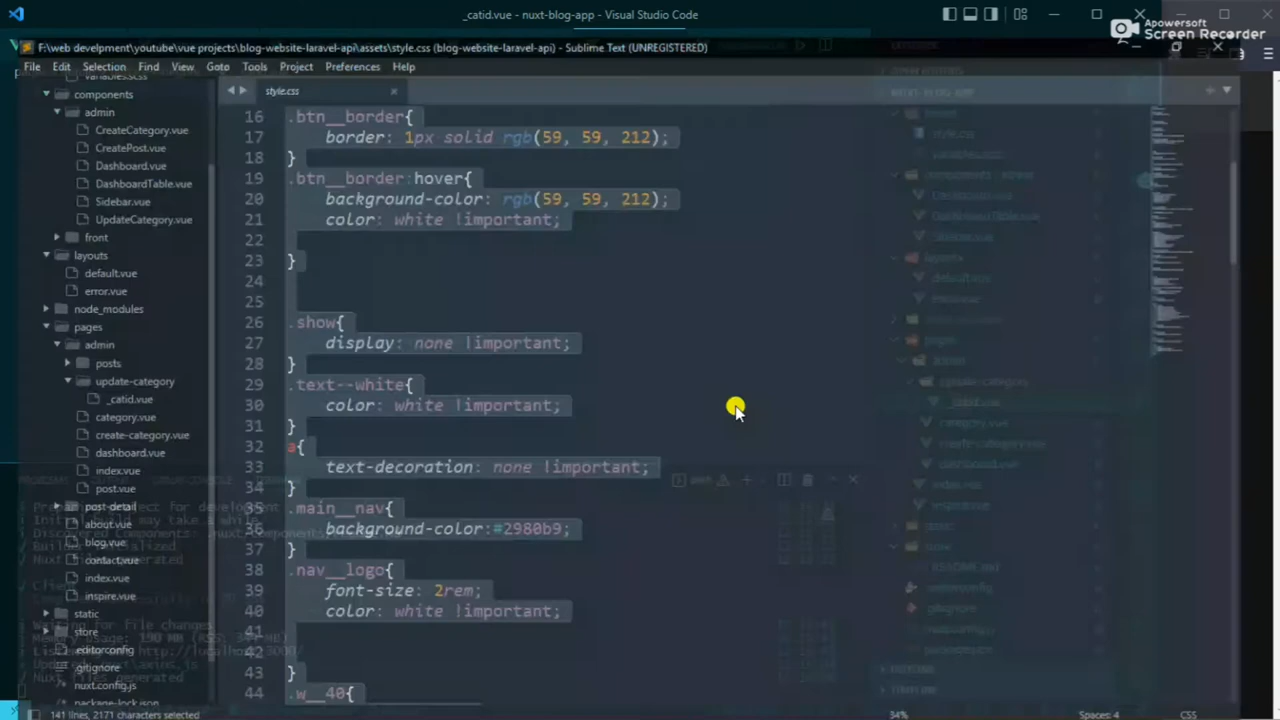 _catid.vue - nuxt-blog-app - Visual Studio Code
Apowersoft
Screen Recorder
F:\web develpment\youtube\vue projects\blog-website-laravel-api\assets\style.css (blog-website-laravel-api) - Sublime Text (UNREGISTERED)
File Edit Selection Find View Goto Tools Project Preferences Help
variables.scss
components
admin
CreateCategory.vue
CreatePost.vue
Dashboard.vue
DashboardTable.vue
Sidebar.vue
UpdateCategory.vue
front
layouts
default.vue
error.vue
node_modules
pages
admin
posts
update-category
_catid.vue
category.vue
create-category.vue
dashboard.vue
index.vue
post.vue
post-detail
about.vue
blog.vue
contact.vue
index.vue
inspire.vue
static
store
.editorconfig
.gitignore
nuxt.config.js
package-lock.json
style.css
16 .btn__border{
17 border: 1px solid rgb(59, 59, 212);
18 }
19 .btn__border:hover{
20 background-color: rgb(59, 59, 212);
21 color: white !important;
22
23 }
24
25
26 .show{
27 display: none !important;
28 }
29 .text--white{
30 color: white !important;
31 }
32 a{
33 text-decoration: none !important;
34 }
35 .main__nav{
36 background-color:#2980b9;
37 }
38 .nav__logo{
39 font-size: 2rem;
40 color: white !important;
41
42
43 }
44 .w__40{
141 lines, 2171 characters selected
34%
Spaces: 4
CSS